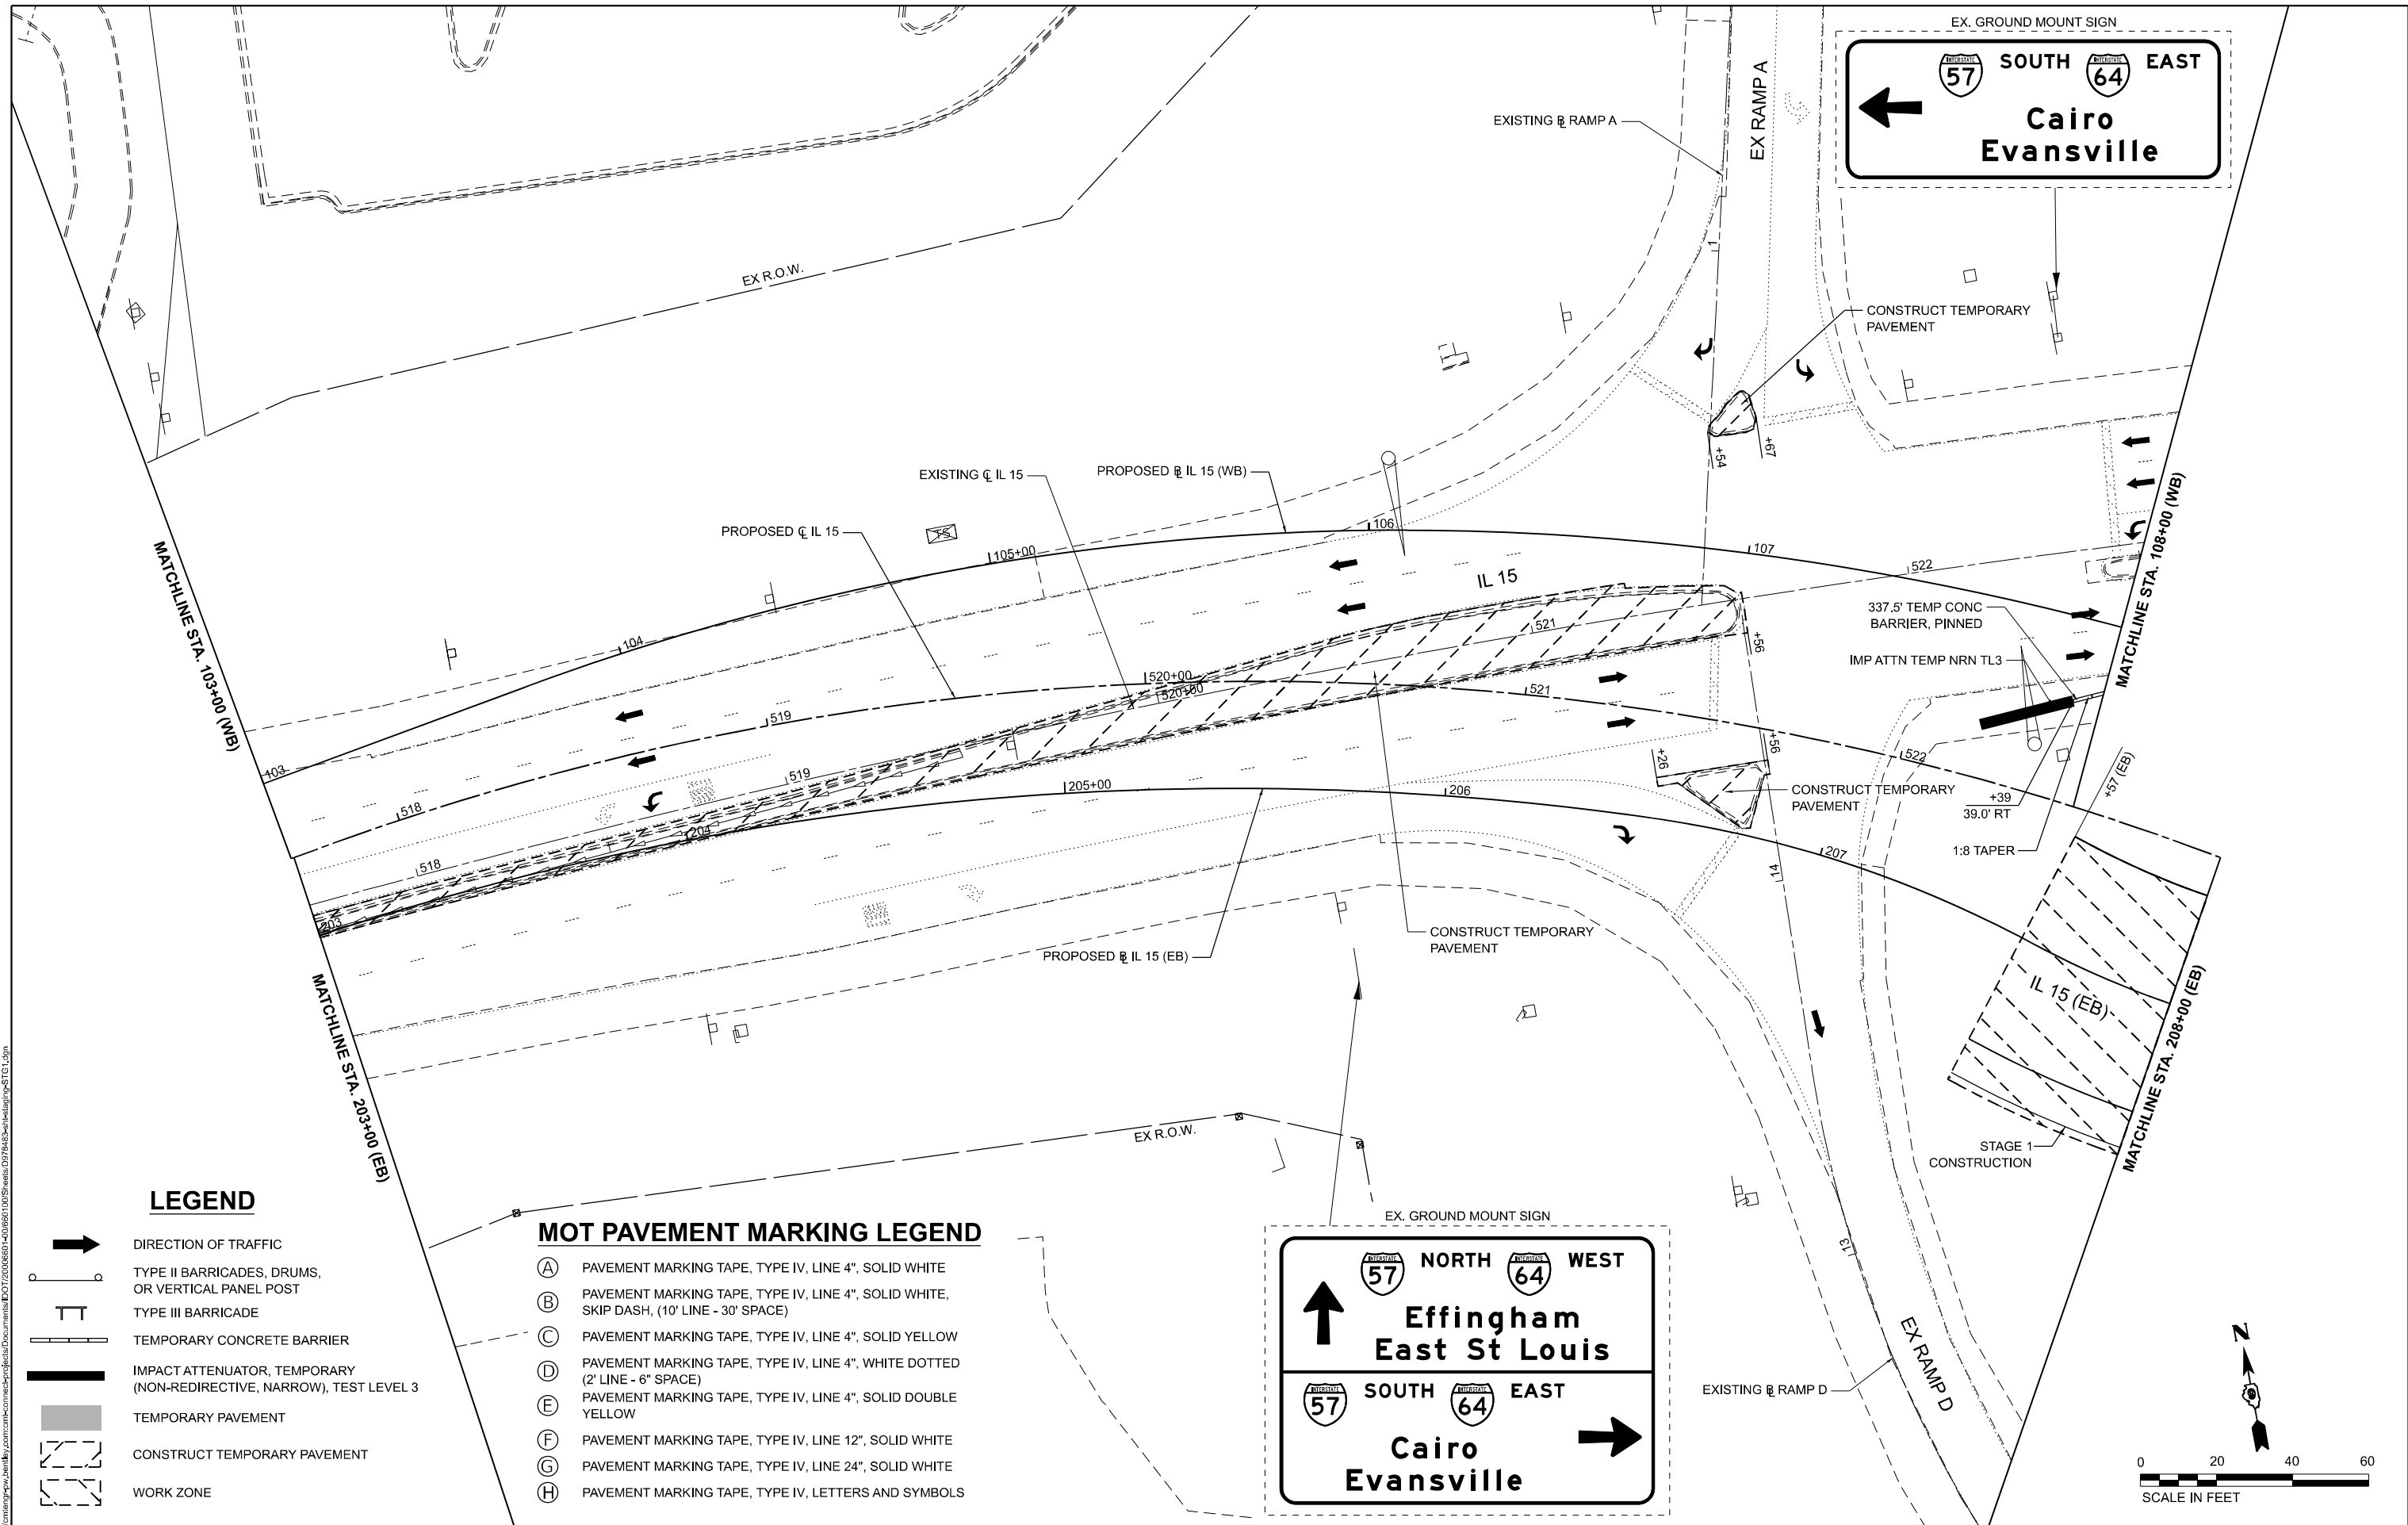 EX. GROUND MOUNT SIGN
INTERSTATE 57 SOUTH INTERSTATE 64 EAST
Cairo
Evansville
EX RAMP A
EXISTING ℄ RAMP A
CONSTRUCT TEMPORARY
PAVEMENT
EX R.O.W.
1
+54
+67
EXISTING ℄ IL 15
PROPOSED ℄ IL 15 (WB)
PROPOSED ℄ IL 15
TS
MATCHLINE STA. 103+00 (WB)
MATCHLINE STA. 108+00 (WB)
103
104
105+00
106
107
522
IL 15
521
+56
337.5' TEMP CONC
BARRIER, PINNED
IMP ATTN TEMP NRN TL3
518
519
520+00
520+00
521
522
518
519
+56
+26
CONSTRUCT TEMPORARY
PAVEMENT
+39
39.0' RT
+57 (EB)
1:8 TAPER
203
204
205+00
206
207
14
CONSTRUCT TEMPORARY
PAVEMENT
PROPOSED ℄ IL 15 (EB)
IL 15 (EB)
MATCHLINE STA. 203+00 (EB)
MATCHLINE STA. 208+00 (EB)
STAGE 1
CONSTRUCTION
EX R.O.W.
13
EX RAMP D
EXISTING ℄ RAMP D
EX. GROUND MOUNT SIGN
INTERSTATE 57 NORTH INTERSTATE 64 WEST
Effingham
East St Louis
INTERSTATE 57 SOUTH INTERSTATE 64 EAST
Cairo
Evansville
LEGEND
DIRECTION OF TRAFFIC
TYPE II BARRICADES, DRUMS,
OR VERTICAL PANEL POST
TYPE III BARRICADE
TEMPORARY CONCRETE BARRIER
IMPACT ATTENUATOR, TEMPORARY
(NON-REDIRECTIVE, NARROW), TEST LEVEL 3
TEMPORARY PAVEMENT
CONSTRUCT TEMPORARY PAVEMENT
WORK ZONE
MOT PAVEMENT MARKING LEGEND
A PAVEMENT MARKING TAPE, TYPE IV, LINE 4", SOLID WHITE
B PAVEMENT MARKING TAPE, TYPE IV, LINE 4", SOLID WHITE,
SKIP DASH, (10' LINE - 30' SPACE)
C PAVEMENT MARKING TAPE, TYPE IV, LINE 4", SOLID YELLOW
D PAVEMENT MARKING TAPE, TYPE IV, LINE 4", WHITE DOTTED
(2' LINE - 6" SPACE)
E PAVEMENT MARKING TAPE, TYPE IV, LINE 4", SOLID DOUBLE
YELLOW
F PAVEMENT MARKING TAPE, TYPE IV, LINE 12", SOLID WHITE
G PAVEMENT MARKING TAPE, TYPE IV, LINE 24", SOLID WHITE
H PAVEMENT MARKING TAPE, TYPE IV, LETTERS AND SYMBOLS
N
0 20 40 60
SCALE IN FEET